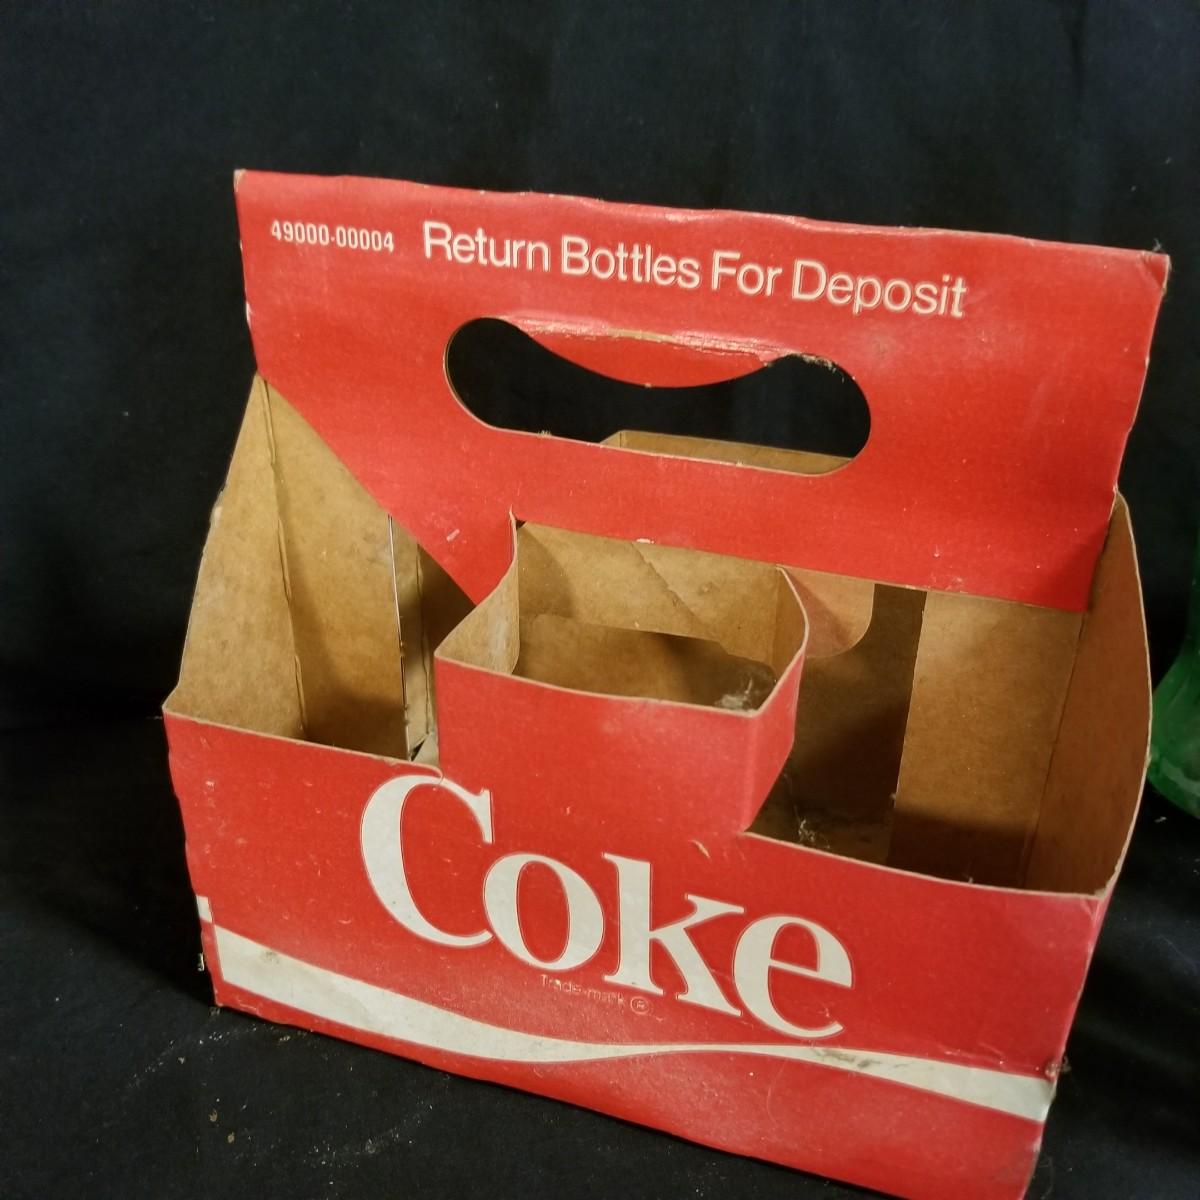 49000-00004 Return Bottles For Deposit
Coke
Trade-mark ®